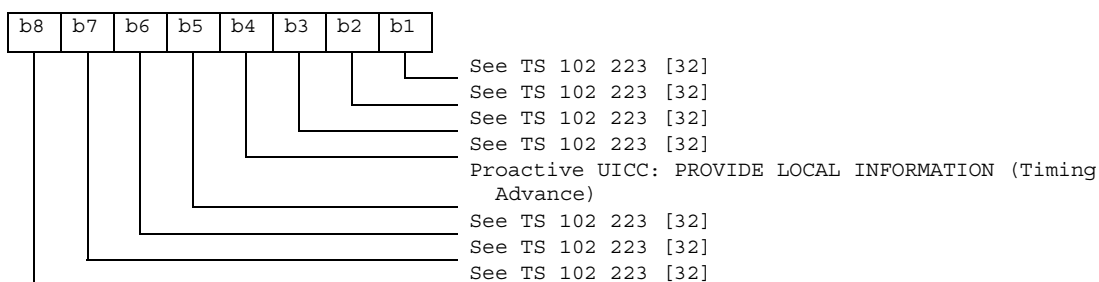 b8 b7 b6 b5 b4 b3 b2 b1
See TS 102 223 [32]
See TS 102 223 [32]
See TS 102 223 [32]
See TS 102 223 [32]
Proactive UICC: PROVIDE LOCAL INFORMATION (Timing
Advance)
See TS 102 223 [32]
See TS 102 223 [32]
See TS 102 223 [32]